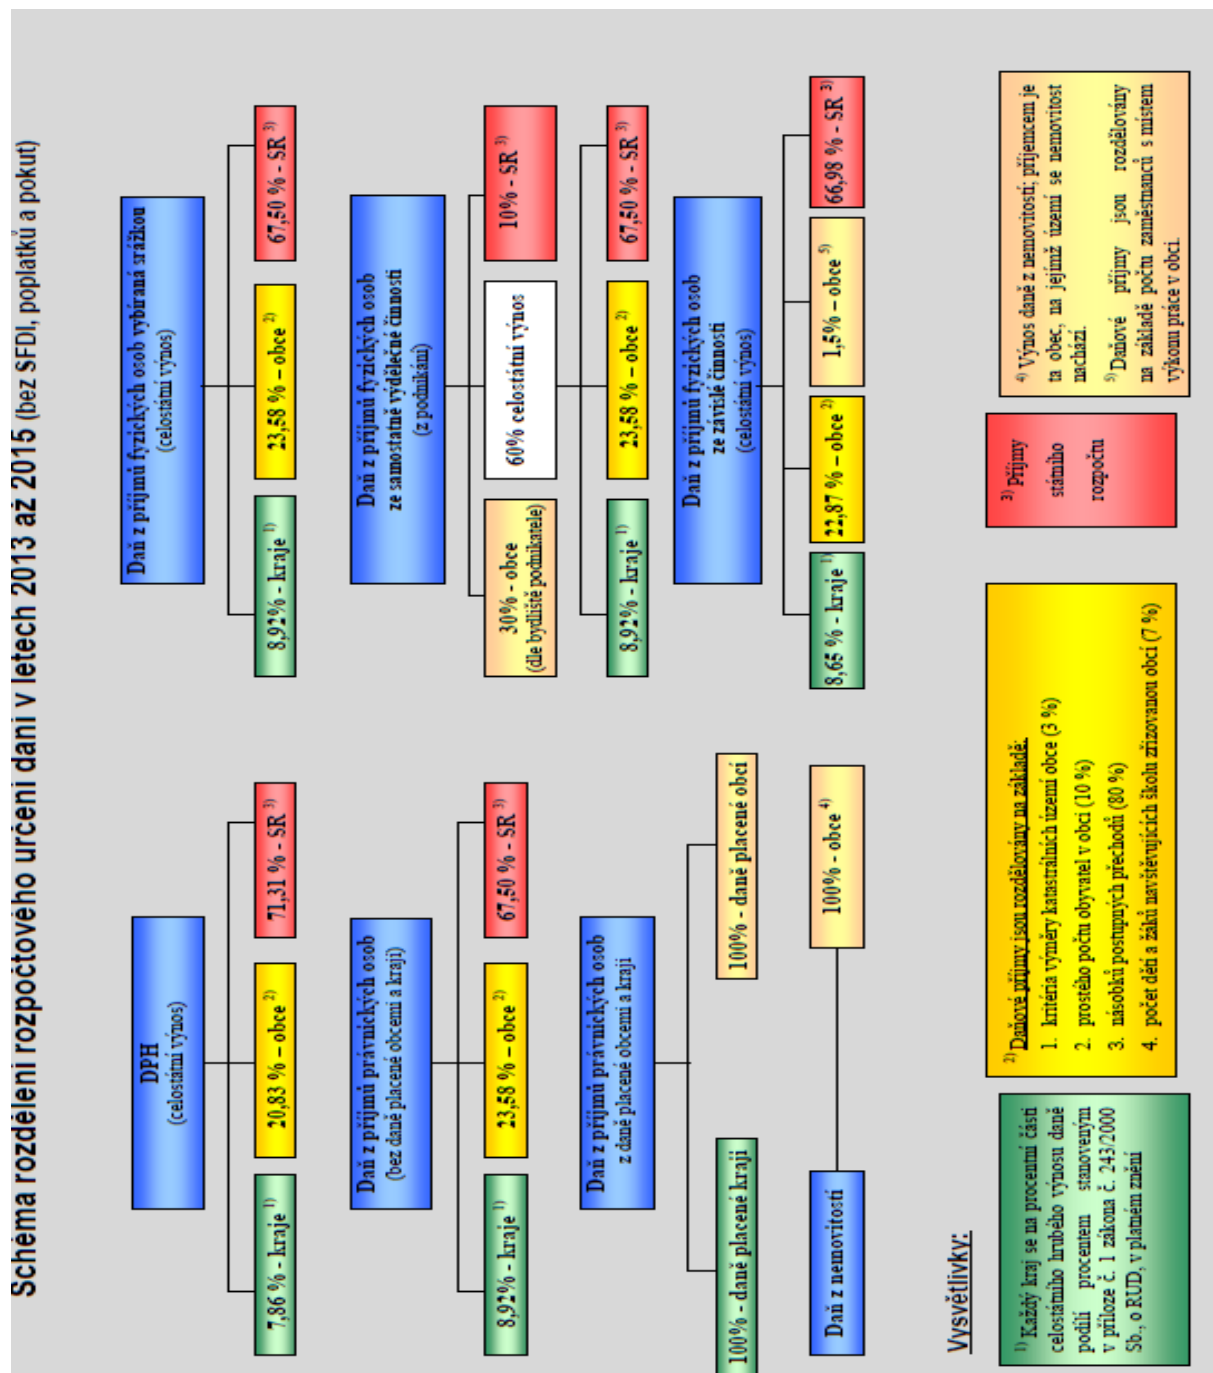 Schéma rozdělení rozpočtového určení daní v letech 2013 až 2015 (bez SFDI, poplatků a pokut)
DPH
(celostátní výnos)
7,86 % - kraje 1)
20,83 % – obce 2)
71,31 % - SR 3)
Daň z příjmů právnických osob
(bez daně placené obcemi a kraji)
8,92% - kraje 1)
23,58 % – obce 2)
67,50 % - SR 3)
Daň z příjmů právnických osob
z daně placené obcemi a kraji
100% - daně placené kraji
100% - daně placené obcí
Daň z nemovitostí
100% - obce 4)
Daň z příjmů fyzických osob vybíraná srážkou
(celostátní výnos)
8,92% - kraje 1)
23,58 % – obce 2)
67,50 % - SR 3)
Daň z příjmů fyzických osob
ze samostatně výdělečné činnosti
(z podnikání)
30% - obce
(dle bydliště podnikatele)
60% celostátní výnos
10% - SR 3)
8,92% - kraje 1)
23,58 % – obce 2)
67,50 % - SR 3)
Daň z příjmů fyzických osob
ze závislé činnosti
(celostátní výnos)
8,65 % - kraje 1)
22,87 % – obce 2)
1,5% – obce 5)
66,98 % - SR 3)
Vysvětlivky:
1) Každý kraj se na procentní části
celostátního hrubého výnosu daně
podílí procentem stanoveným
v příloze č. 1 zákona č. 243/2000
Sb., o RUD, v platném znění
2) Daňové příjmy jsou rozdělovány na základě:
1. kritéria výměry katastrálních území obce (3 %)
2. prostého počtu obyvatel v obci (10 %)
3. násobků postupných přechodů (80 %)
4. počet dětí a žáků navštěvujících školu zřizovanou obcí (7 %)
3) Příjmy
státního
rozpočtu
4) Výnos daně z nemovitostí; příjemcem je
ta obec, na jejímž území se nemovitost
nachází.
5) Daňové příjmy jsou rozdělovány
na základě počtu zaměstnanců s místem
výkonu práce v obci.